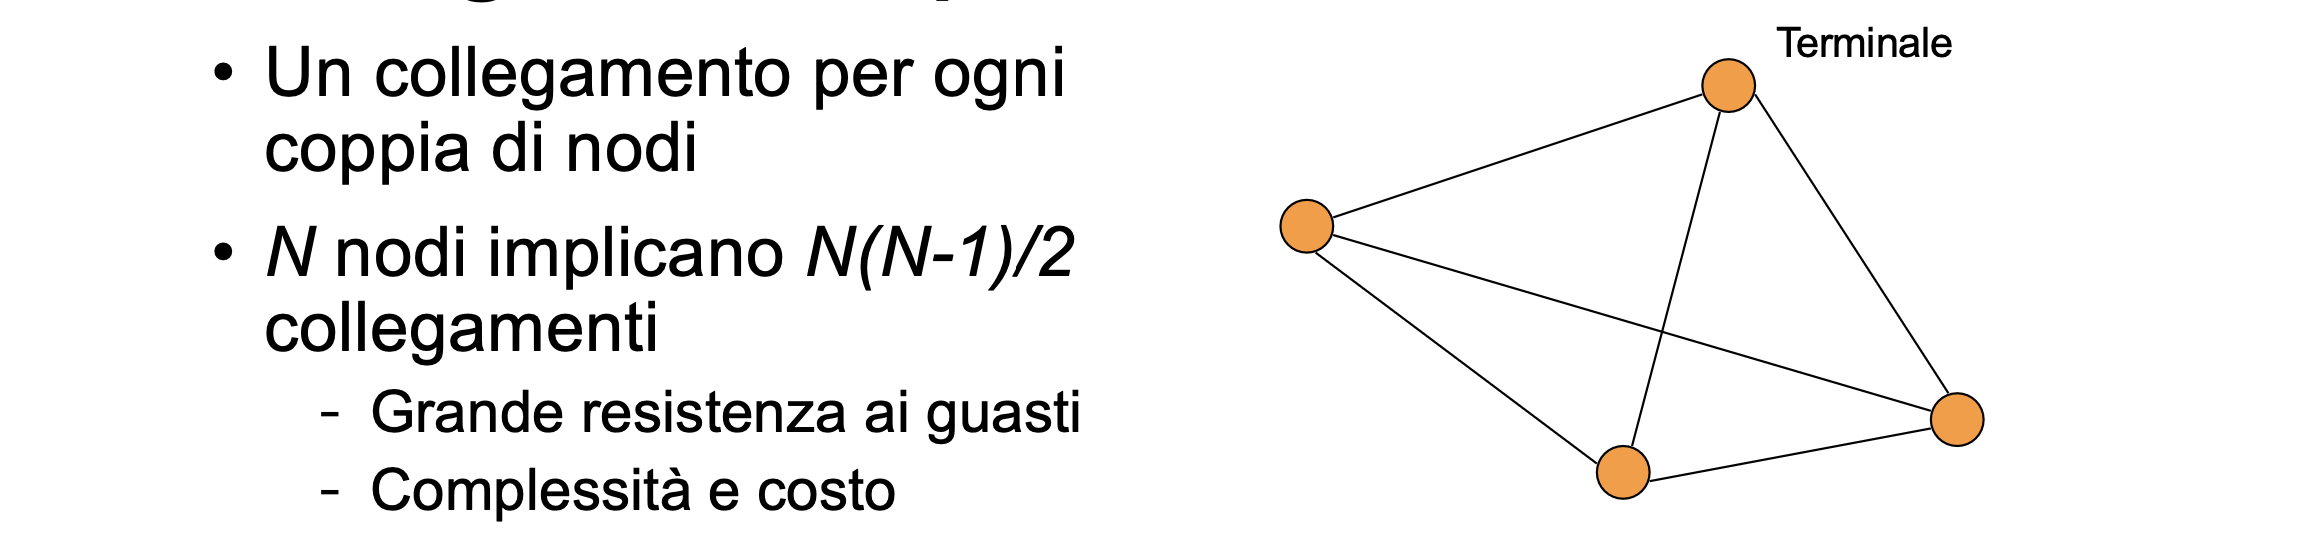 • Un collegamento per ogni
coppia di nodi
• N nodi implicano N(N-1)/2
collegamenti
- Grande resistenza ai guasti
- Complessità e costo
Terminale